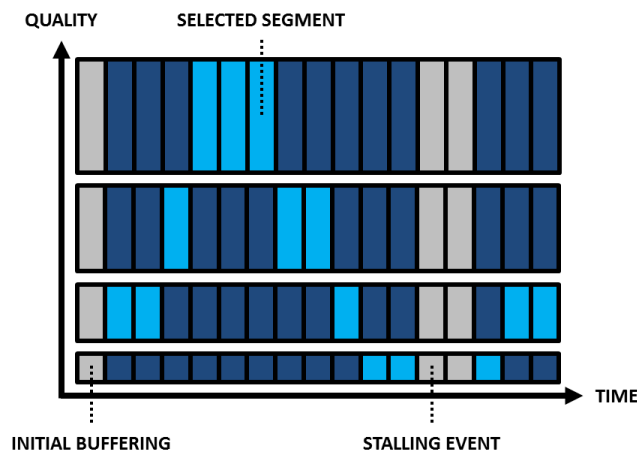 QUALITY
SELECTED SEGMENT
TIME
INITIAL BUFFERING
STALLING EVENT